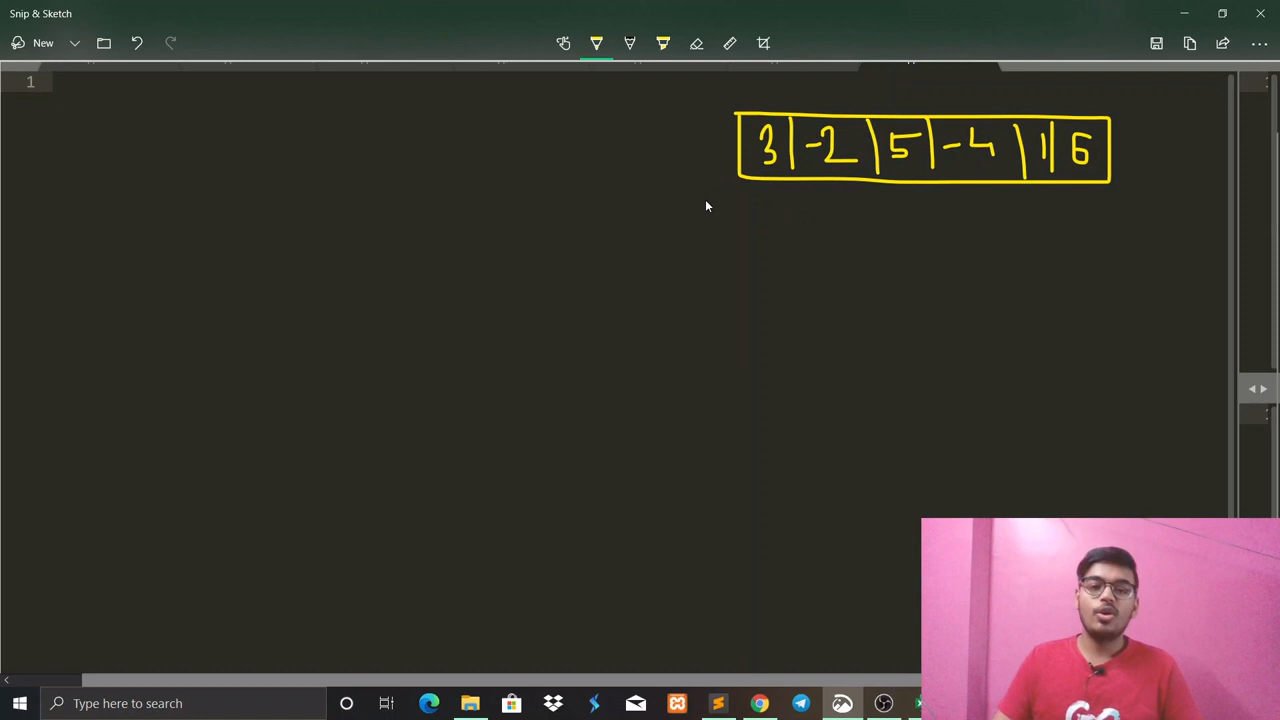 Snip & Sketch
New
1
3 | -2 | 5 | -4 | 1 | 6
Type here to search